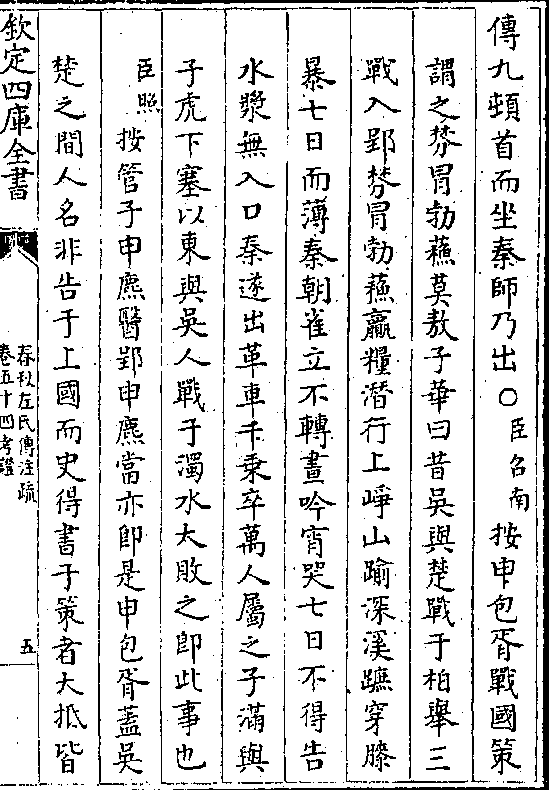 傳九頓首而坐秦師乃出○臣召南按申包胥戰國策
謂之棼冒勃蘓莫敖子華曰昔吳與楚戰于柏舉三
戰入郢棼冒勃蘓贏糧潛行上崢山踰深溪蹠穿膝
暴七日而薄秦朝雀立不轉晝吟宵哭七日不得告
水漿無入口秦遂出革車千乘卒萬人屬之子滿與
子虎下塞以東與吳人戰于濁水大敗之即此事也
臣照按管子申麃醫郢申麃當亦即是申包胥蓋吳
楚之間人名非告于上國而史得書于策者大抵皆
欽定四庫全書
春秋左氏傳注疏
卷五十四考證
五